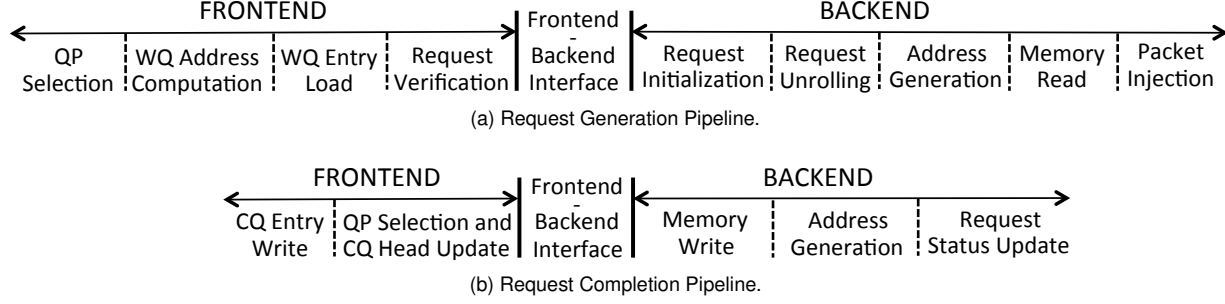 FRONTEND
Frontend
-
Backend
Interface
BACKEND
QP
Selection
WQ Address
Computation
WQ Entry
Load
Request
Verification
Request
Initialization
Request
Unrolling
Address
Generation
Memory
Read
Packet
Injection
(a) Request Generation Pipeline.
FRONTEND
Frontend
-
Backend
Interface
BACKEND
CQ Entry
Write
QP Selection and
CQ Head Update
Memory
Write
Address
Generation
Request
Status Update
(b) Request Completion Pipeline.